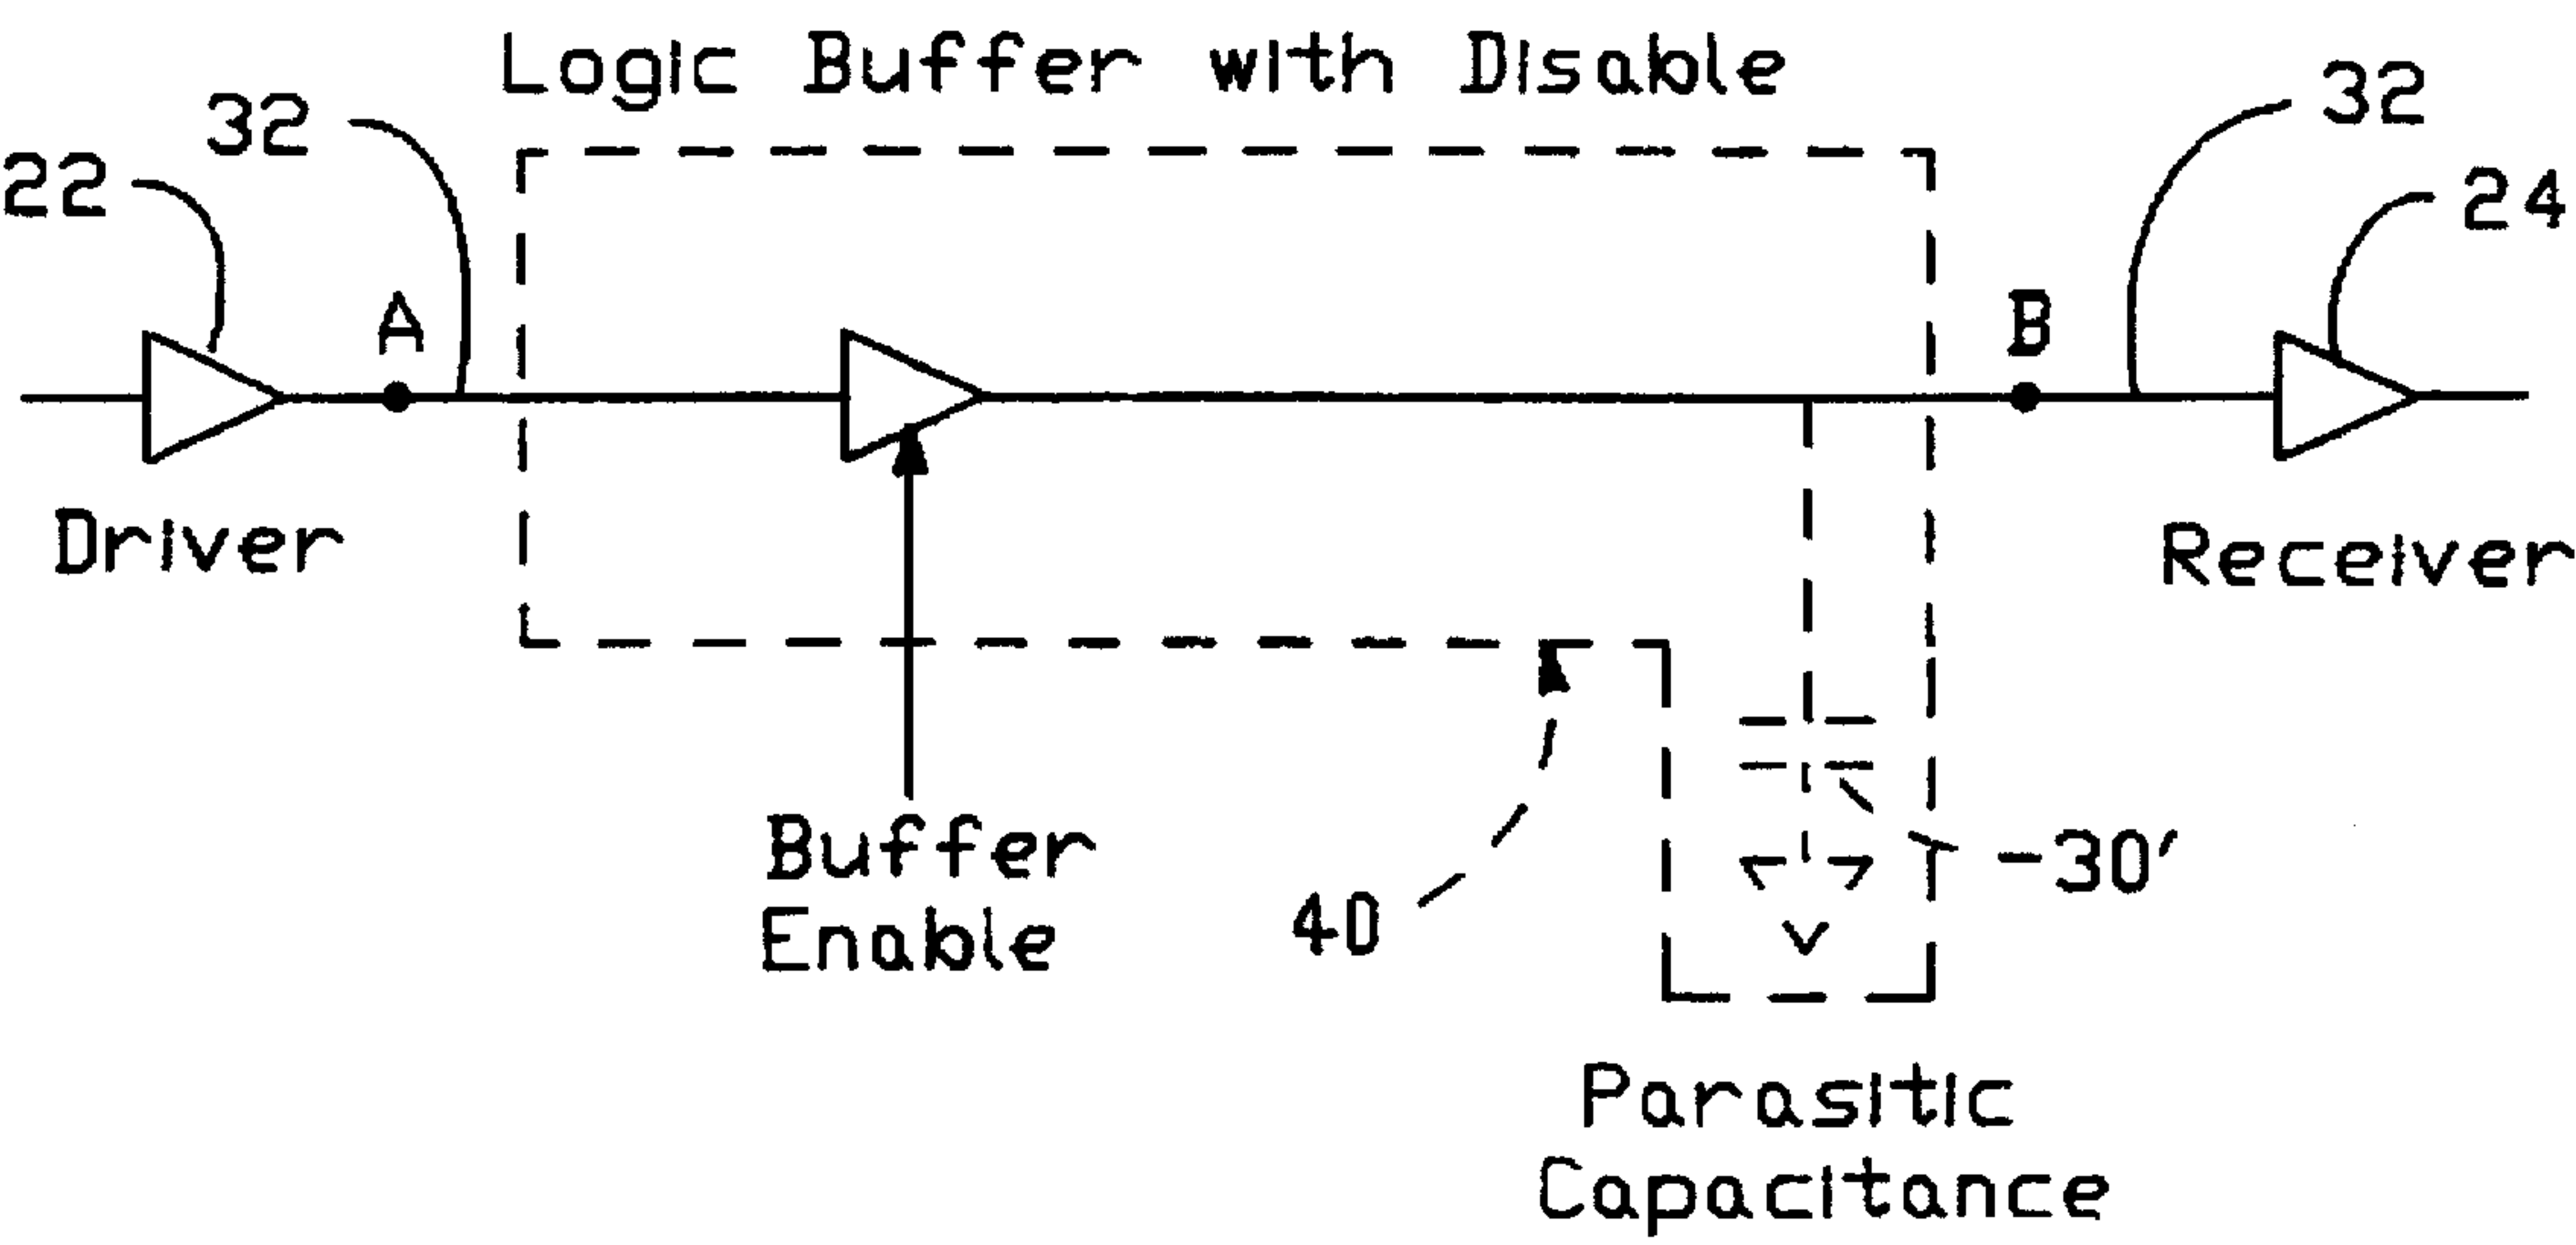 Logic Buffer with Disable
32
32
22
24
A
B
Driver
Receiver
Buffer
Enable
40
30'
Parasitic
Capacitance